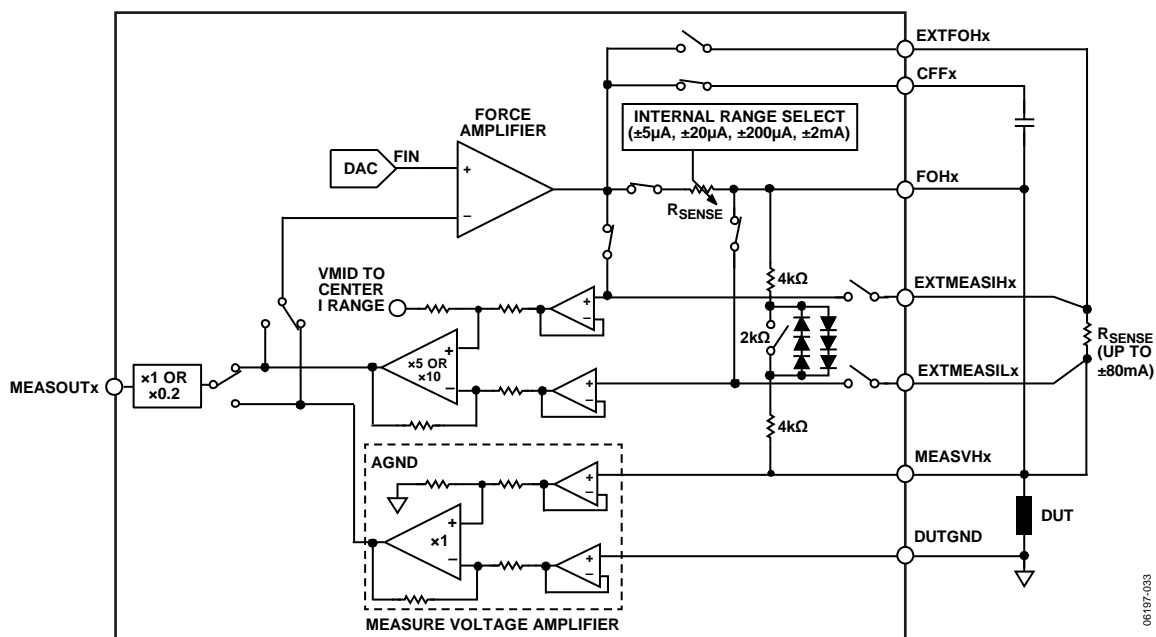 EXTFOHx
CFFx
FORCE
AMPLIFIER
INTERNAL RANGE SELECT
(±5µA, ±20µA, ±200µA, ±2mA)
DAC
FIN
+
–
FOHx
RSENSE
VMID TO
CENTER
I RANGE
4kΩ
EXTMEASIHx
+
–
2kΩ
RSENSE
(UP TO
±80mA)
+
×5 OR
×10
–
MEASOUTx
×1 OR
×0.2
+
–
EXTMEASILx
4kΩ
AGND
MEASVHx
+
–
+
×1
–
DUT
DUTGND
+
–
MEASURE VOLTAGE AMPLIFIER
06197-033